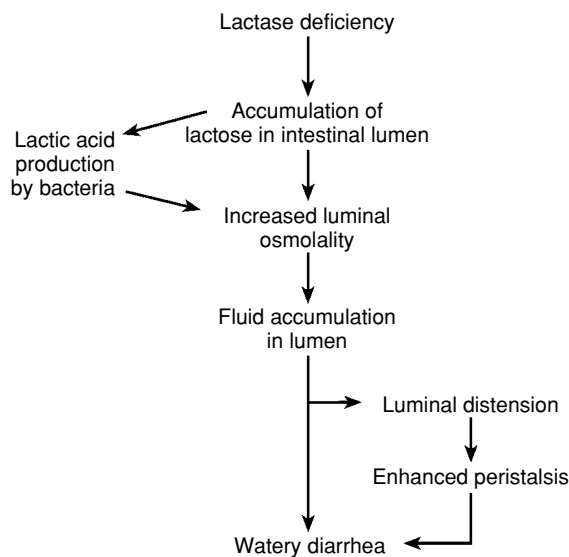 Lactase deficiency
Accumulation of
lactose in intestinal lumen
Lactic acid
production
by bacteria
Increased luminal
osmolality
Fluid accumulation
in lumen
Luminal distension
Enhanced peristalsis
Watery diarrhea